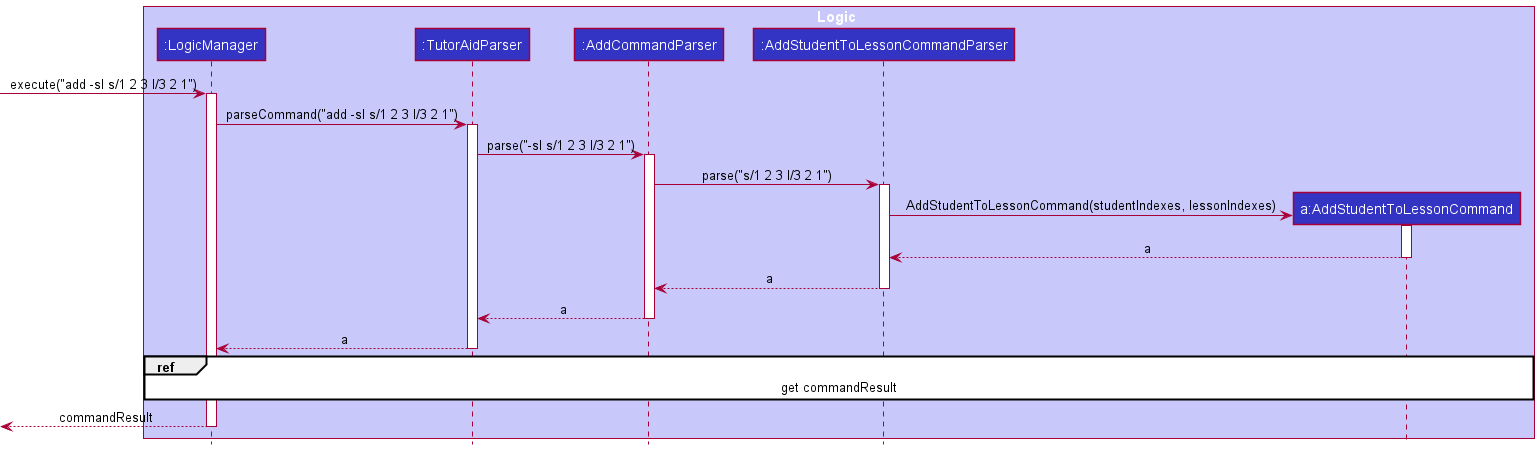 Logic
:LogicManager
:TutorAidParser
:AddCommandParser
:AddStudentToLessonCommandParser
execute("add -sl s/1 2 3 l/3 2 1")
parseCommand("add -sl s/1 2 3 l/3 2 1")
parse("-sl s/1 2 3 l/3 2 1")
parse("s/1 2 3 l/3 2 1")
AddStudentToLessonCommand(studentIndexes, lessonIndexes)
a:AddStudentToLessonCommand
a
a
a
a
ref
get commandResult
commandResult